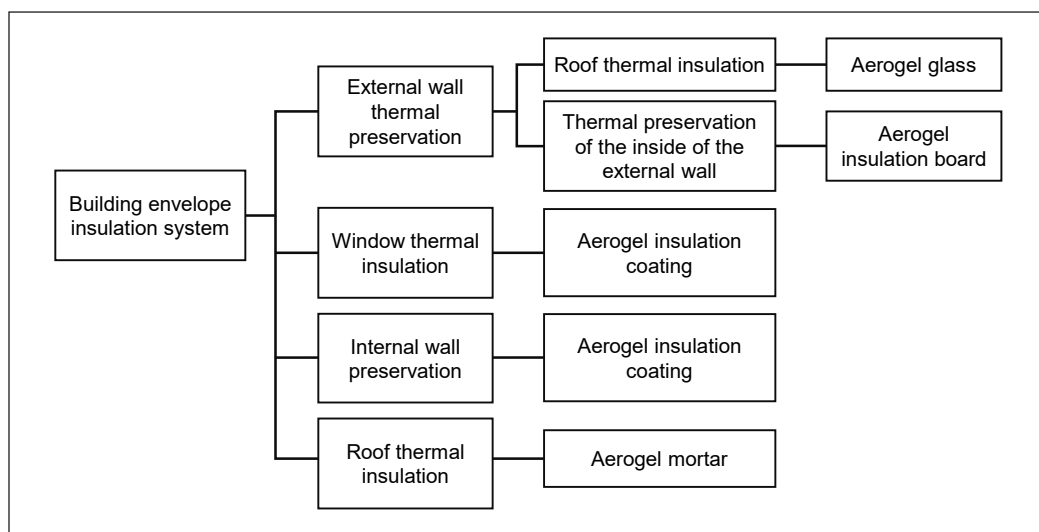 External wall
thermal
preservation
Roof thermal insulation
Aerogel glass
Thermal preservation
of the inside of the
external wall
Aerogel
insulation board
Building envelope
insulation system
Window thermal
insulation
Aerogel insulation
coating
Internal wall
preservation
Aerogel insulation
coating
Roof thermal
insulation
Aerogel mortar